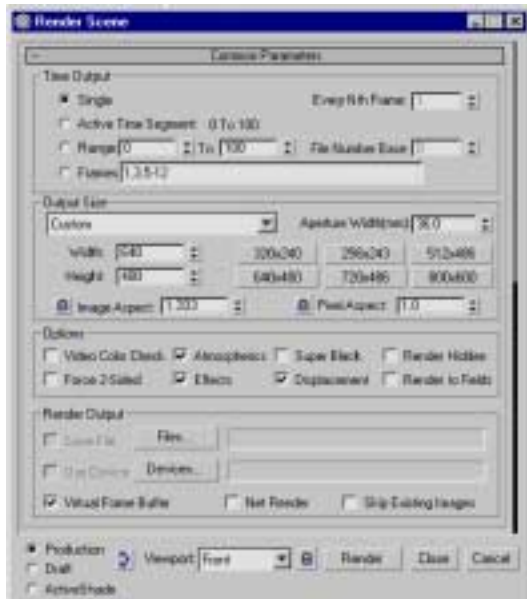 Render Scene
Common Parameters
Time Output
Single
Every Nth Frame: 1
Active Time Segment: 0 To 100
Range: 0 To 100
File Number Base: 0
Frames 1,3,5-12
Output Size
Custom
Aperture Width(mm): 36.0
Width: 640
320x240 256x243 512x486
Height: 480
640x480 720x486 800x600
Image Aspect: 1.333
Pixel Aspect: 1.0
Options
Video Color Check Atmospherics Super Black Render Hidden
Force 2-Sided Effects Displacement Render to Fields
Render Output
Save File Files...
Use Device Devices...
Virtual Frame Buffer Net Render Skip Existing Images
Production
Draft
ActiveShade
Viewport: Front Render Close Cancel